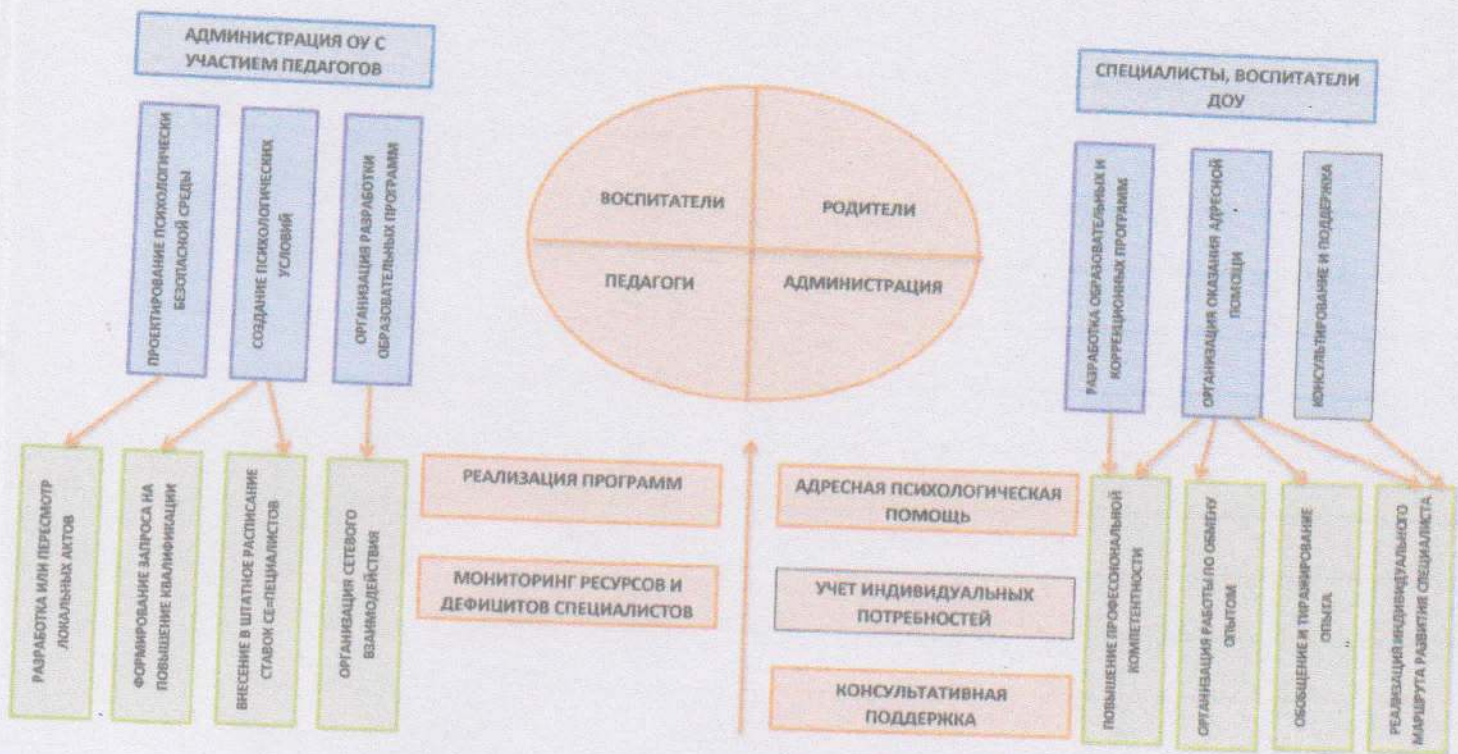 АДМИНИСТРАЦИЯ ОУ С
УЧАСТИЕМ ПЕДАГОГОВ
ПРОЕКТИРОВАНИЕ ПСИХОЛОГИЧЕСКИ
БЕЗОПАСНОЙ СРЕДЫ
СОЗДАНИЕ ПСИХОЛОГИЧЕСКИХ
УСЛОВИЙ
ОРГАНИЗАЦИЯ РАЗРАБОТКИ
ОБРАЗОВАТЕЛЬНЫХ ПРОГРАММ
РАЗРАБОТКА ИЛИ ПЕРЕСМОТР
ЛОКАЛЬНЫХ АКТОВ
ФОРМИРОВАНИЕ ЗАПРОСА НА
ПОВЫШЕНИЕ КВАЛИФИКАЦИИ
ВНЕСЕНИЕ В ШТАТНОЕ РАСПИСАНИЕ
СТАВОК СЕ=ПЕЦИАЛИСТОВ
ОРГАНИЗАЦИЯ СЕТЕВОГО
ВЗАИМОДЕЙСТВИЯ
ВОСПИТАТЕЛИ
РОДИТЕЛИ
ПЕДАГОГИ
АДМИНИСТРАЦИЯ
РЕАЛИЗАЦИЯ ПРОГРАММ
МОНИТОРИНГ РЕСУРСОВ И
ДЕФИЦИТОВ СПЕЦИАЛИСТОВ
АДРЕСНАЯ ПСИХОЛОГИЧЕСКАЯ
ПОМОЩЬ
УЧЕТ ИНДИВИДУАЛЬНЫХ
ПОТРЕБНОСТЕЙ
КОНСУЛЬТАТИВНАЯ
ПОДДЕРЖКА
СПЕЦИАЛИСТЫ, ВОСПИТАТЕЛИ
ДОУ
РАЗРАБОТКА ОБРАЗОВАТЕЛЬНЫХ И
КОРРЕКЦИОННЫХ ПРОГРАММ
ОРГАНИЗАЦИЯ ОКАЗАНИЯ АДРЕСНОЙ
ПОМОЩИ
КОНСУЛЬТИРОВАНИЕ И ПОДДЕРЖКА
ПОВЫШЕНИЕ ПРОФЕССИОНАЛЬНОЙ
КОМПЕТЕНТНОСТИ
ОРГАНИЗАЦИЯ РАБОТЫ ПО ОБМЕНУ
ОПЫТОМ
ОБОБЩЕНИЕ И ТИРАЖИРОВАНИЕ
ОПЫТА
РЕАЛИЗАЦИЯ ИНДИВИДУАЛЬНОГО
МАРШРУТА РАЗВИТИЯ СПЕЦИАЛИСТА